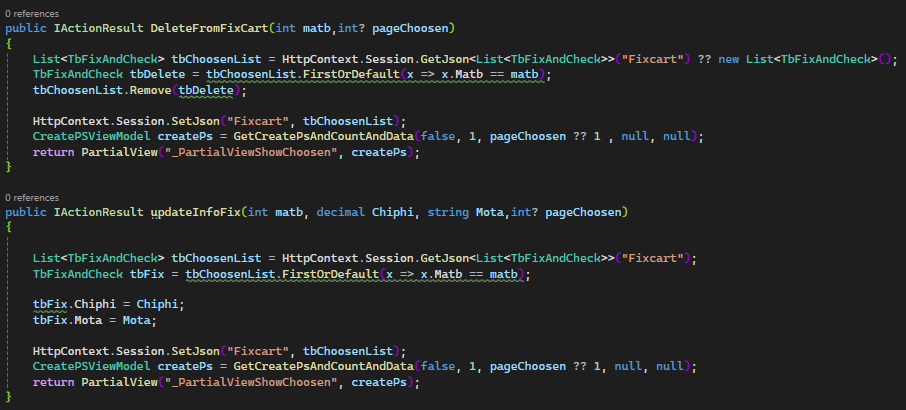 0 references
public IActionResult DeleteFromFixCart(int matb,int? pageChoosen)
{
    List<TbFixAndCheck> tbChoosenList = HttpContext.Session.GetJson<List<TbFixAndCheck>>("Fixcart") ?? new List<TbFixAndCheck>();
    TbFixAndCheck tbDelete = tbChoosenList.FirstOrDefault(x => x.Matb == matb);
    tbChoosenList.Remove(tbDelete);

    HttpContext.Session.SetJson("Fixcart", tbChoosenList);
    CreatePSViewModel createPs = GetCreatePsAndCountAndData(false, 1, pageChoosen ?? 1 , null, null);
    return PartialView("_PartialViewShowChoosen", createPs);
}

0 references
public IActionResult updateInfoFix(int matb, decimal Chiphi, string Mota,int? pageChoosen)
{

    List<TbFixAndCheck> tbChoosenList = HttpContext.Session.GetJson<List<TbFixAndCheck>>("Fixcart");
    TbFixAndCheck tbFix = tbChoosenList.FirstOrDefault(x => x.Matb == matb);

    tbFix.Chiphi = Chiphi;
    tbFix.Mota = Mota;

    HttpContext.Session.SetJson("Fixcart", tbChoosenList);
    CreatePSViewModel createPs = GetCreatePsAndCountAndData(false, 1, pageChoosen ?? 1, null, null);
    return PartialView("_PartialViewShowChoosen", createPs);
}